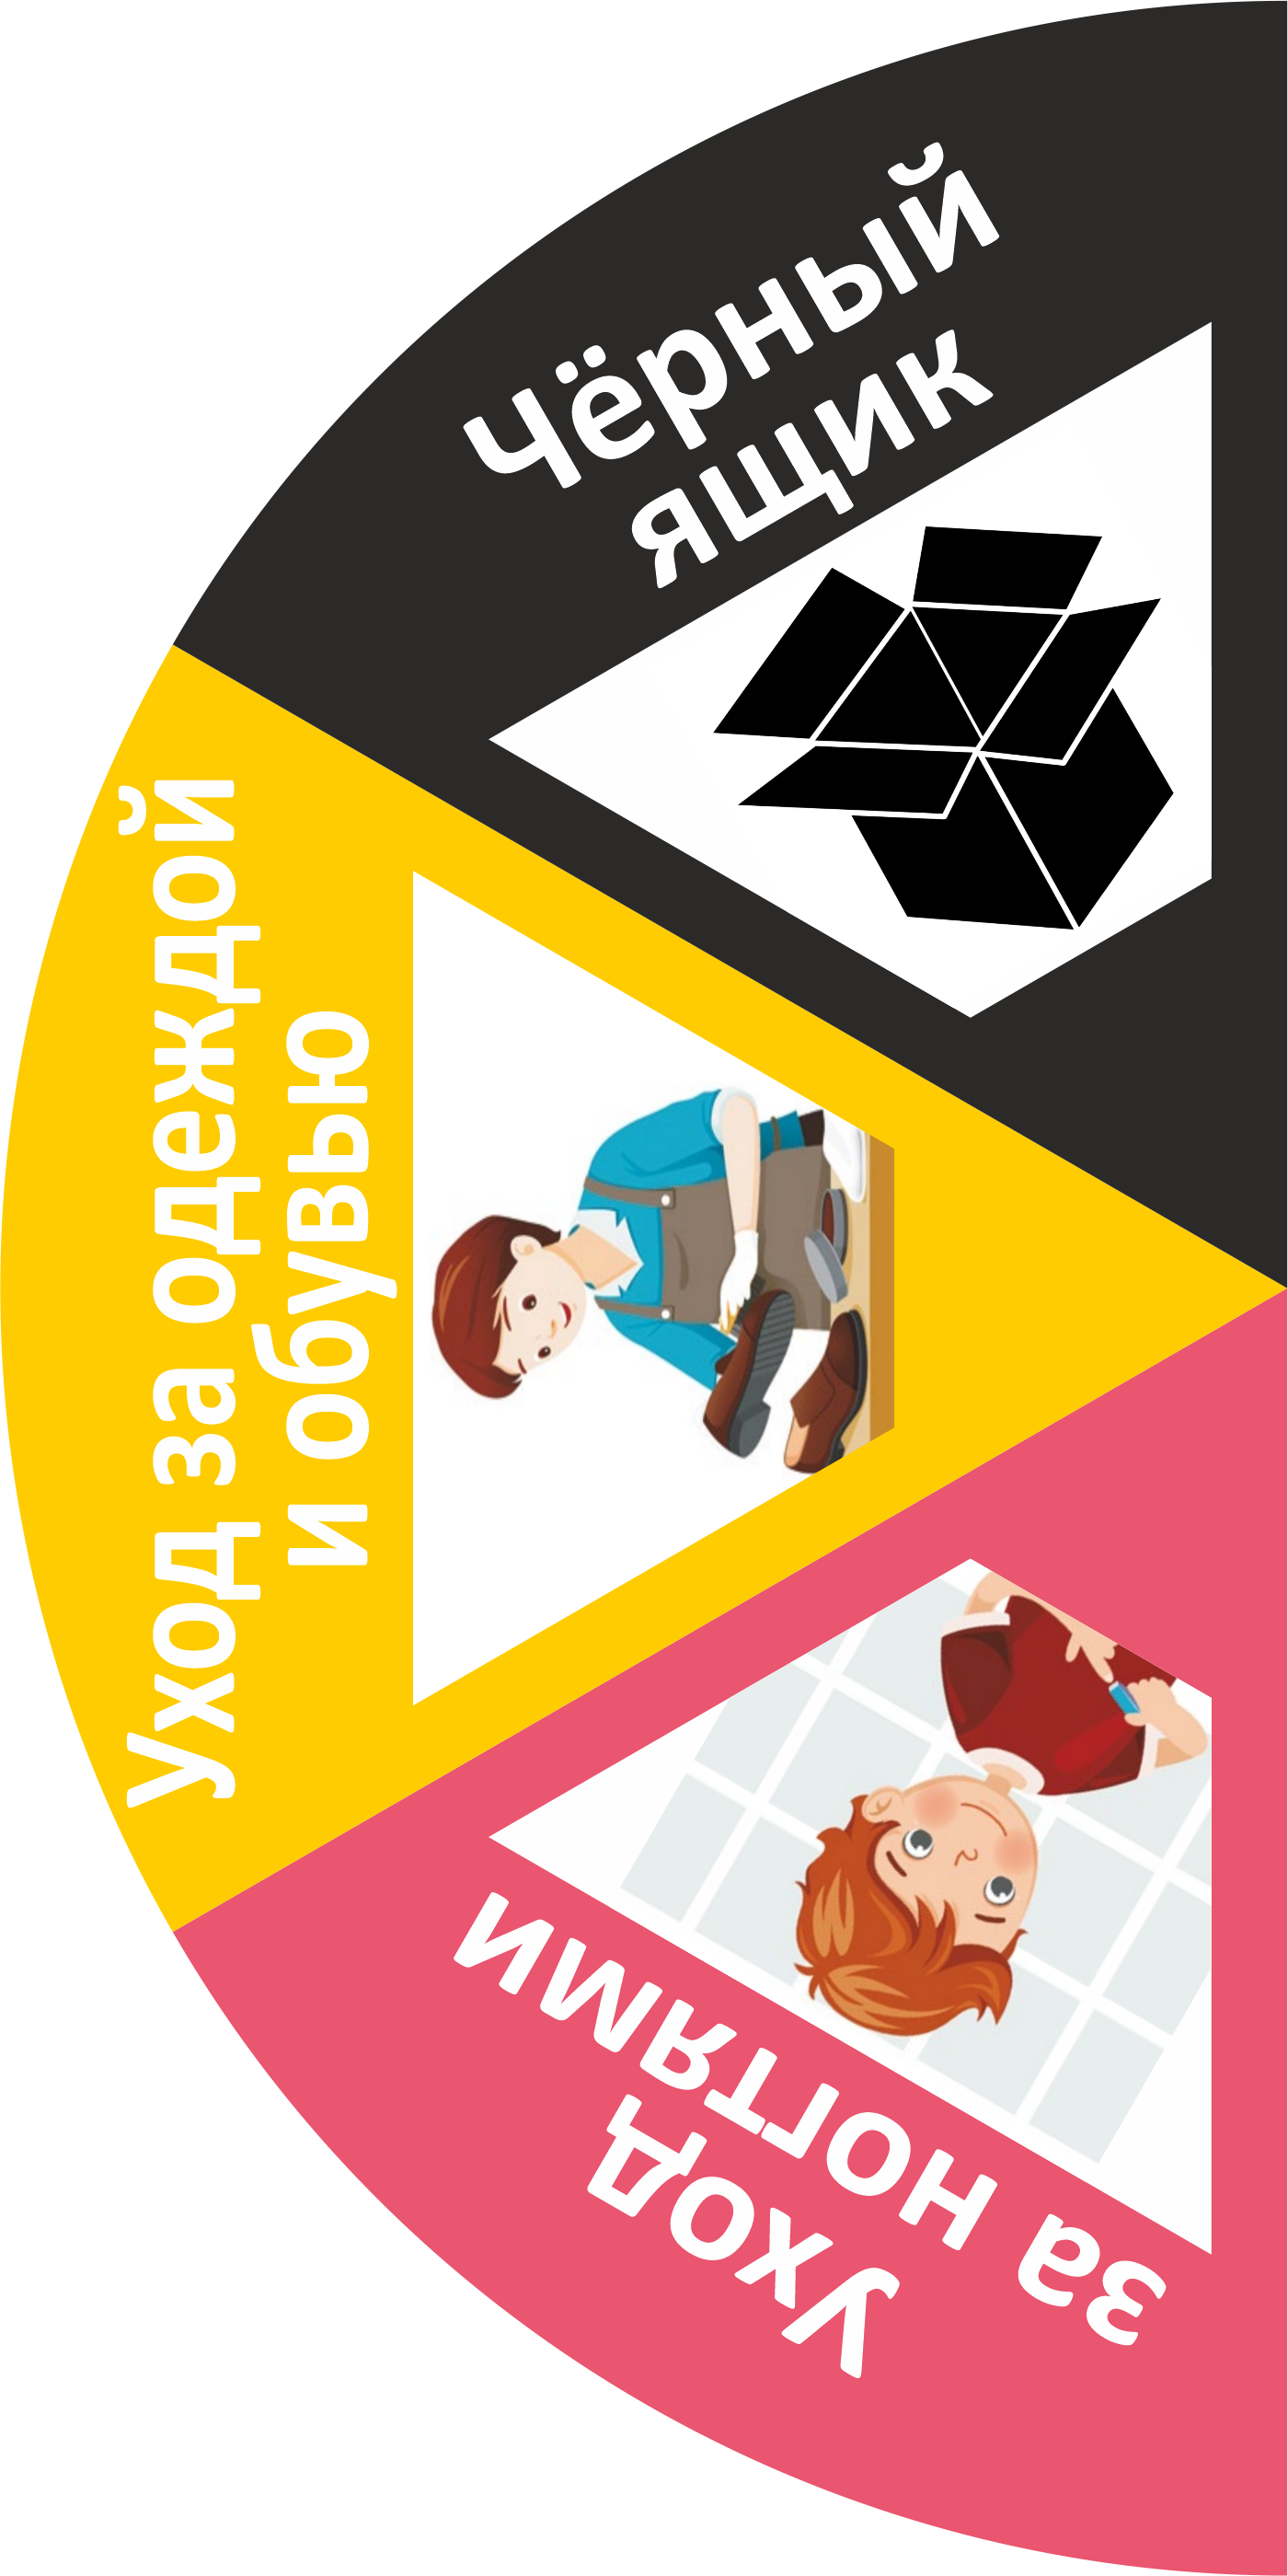 Чёрный
ящик
Уход за одеждой
и обувью
Уход
за ногтями